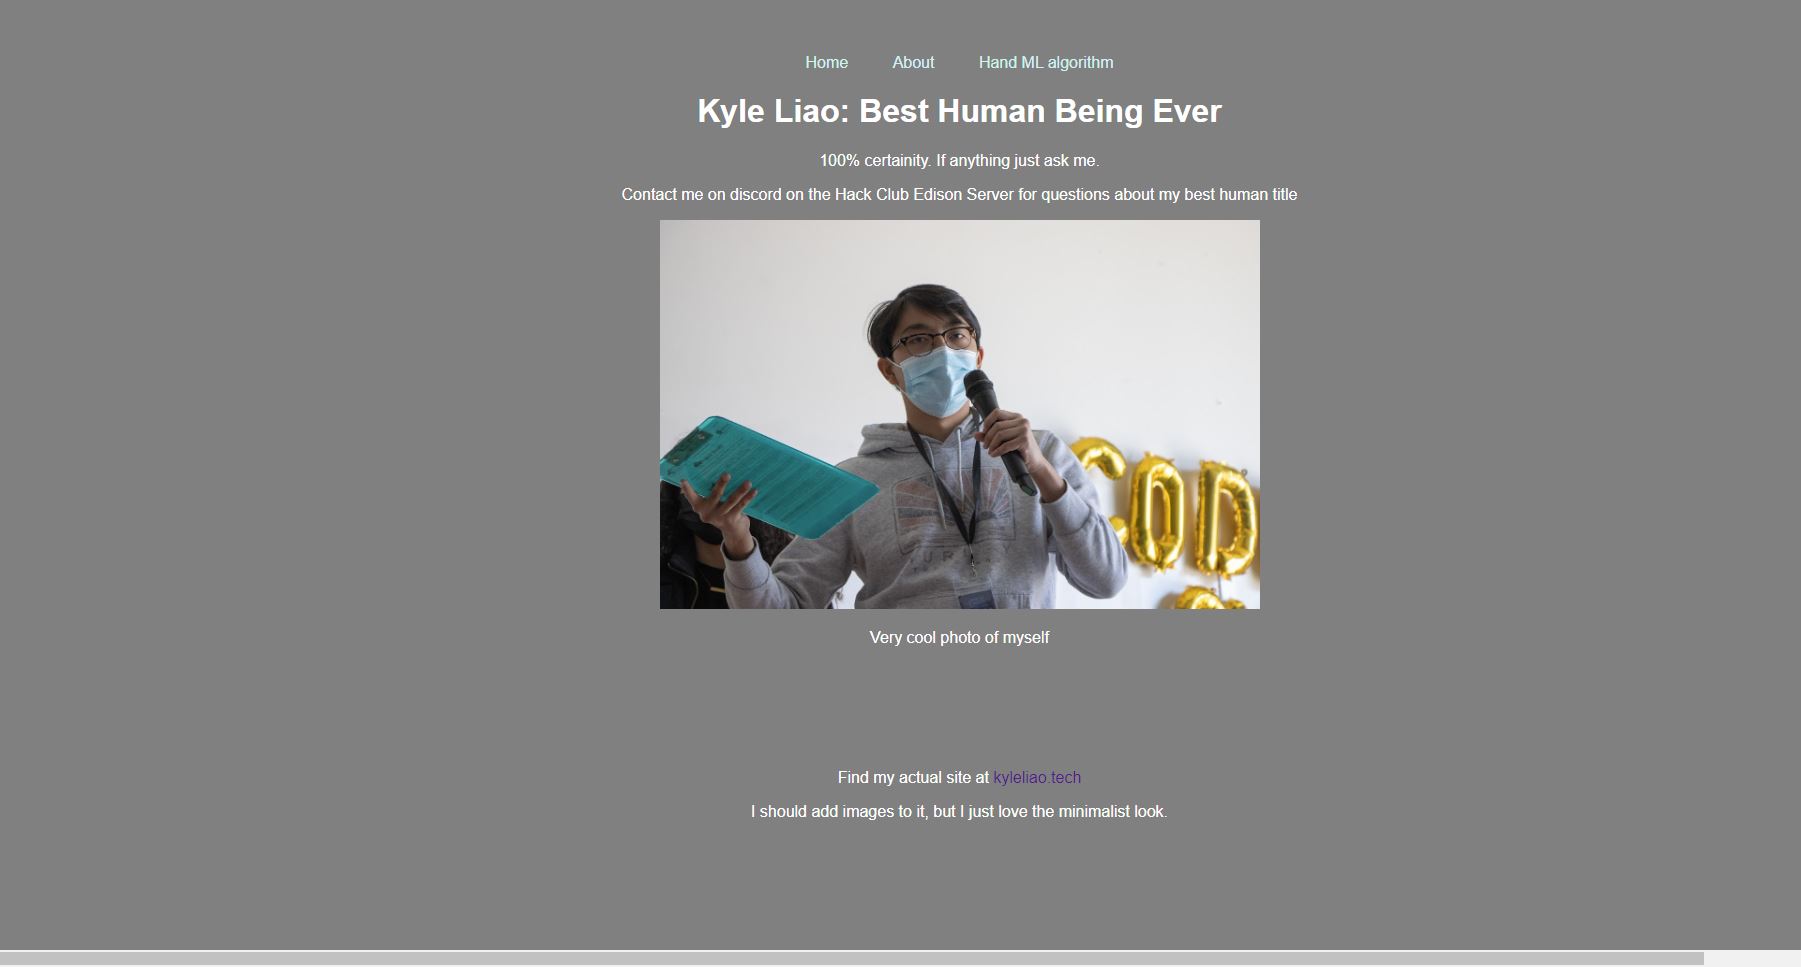 Home About Hand ML algorithm
Kyle Liao: Best Human Being Ever
100% certainity. If anything just ask me.
Contact me on discord on the Hack Club Edison Server for questions about my best human title
COD
Very cool photo of myself
Find my actual site at kyleliao.tech
I should add images to it, but I just love the minimalist look.